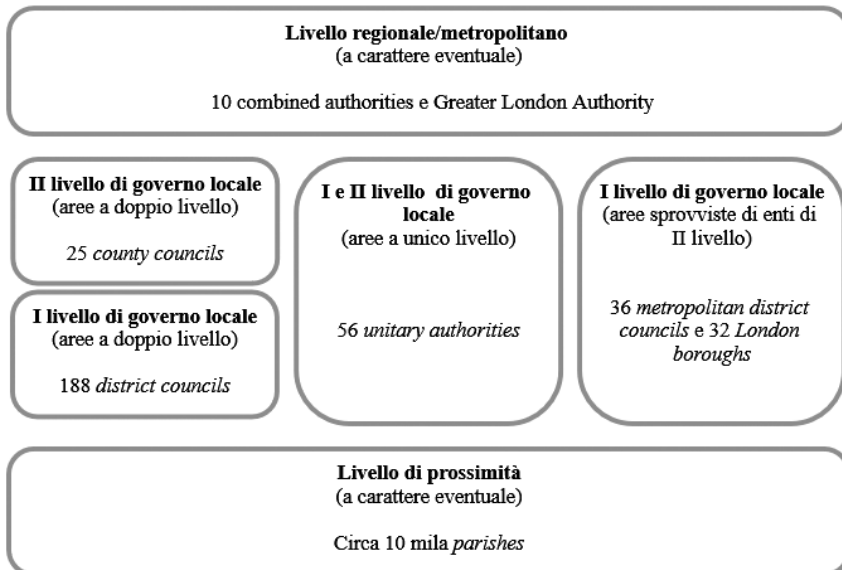 Livello regionale/metropolitano
(a carattere eventuale)
10 combined authorities e Greater London Authority
II livello di governo locale
(aree a doppio livello)
25 county councils
I livello di governo locale
(aree a doppio livello)
188 district councils
I e II livello di governo
locale
(aree a unico livello)
56 unitary authorities
I livello di governo locale
(aree sprovviste di enti di
II livello)
36 metropolitan district
councils e 32 London
boroughs
Livello di prossimità
(a carattere eventuale)
Circa 10 mila parishes